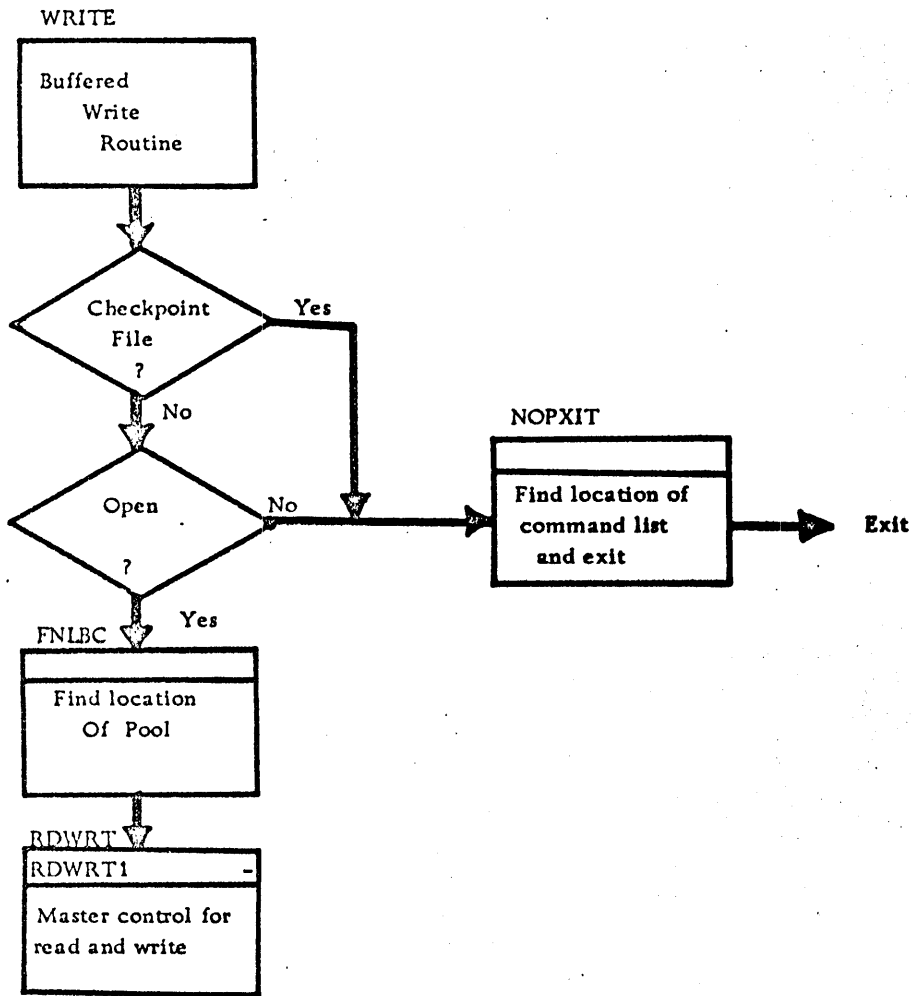 WRITE
Buffered
Write
Routine
Checkpoint
File
?
Yes
No
Open
?
No
NOPXIT
Find location of
command list
and exit
Exit
Yes
FNLBC
Find location
Of Pool
RDWRT
RDWRT1 -
Master control for
read and write